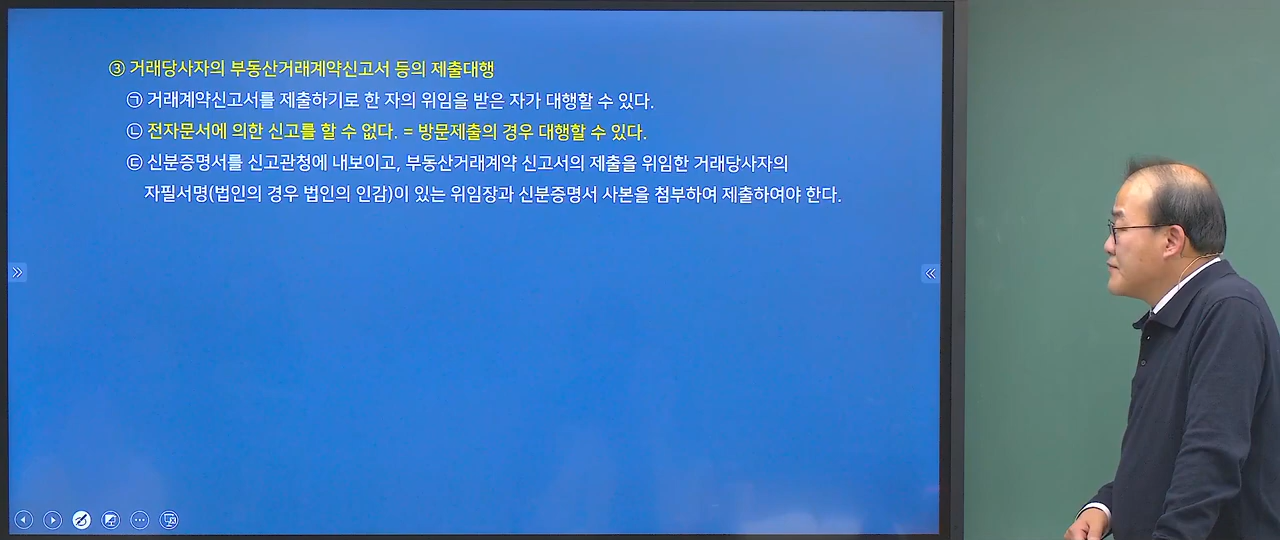 ③ 거래당사자의 부동산거래계약신고서 등의 제출대행
㉠ 거래계약신고서를 제출하기로 한 자의 위임을 받은 자가 대행할 수 있다.
㉡ 전자문서에 의한 신고를 할 수 없다. = 방문제출의 경우 대행할 수 있다.
㉢ 신분증명서를 신고관청에 내보이고, 부동산거래계약 신고서의 제출을 위임한 거래당사자의
자필서명(법인의 경우 법인의 인감)이 있는 위임장과 신분증명서 사본을 첨부하여 제출하여야 한다.